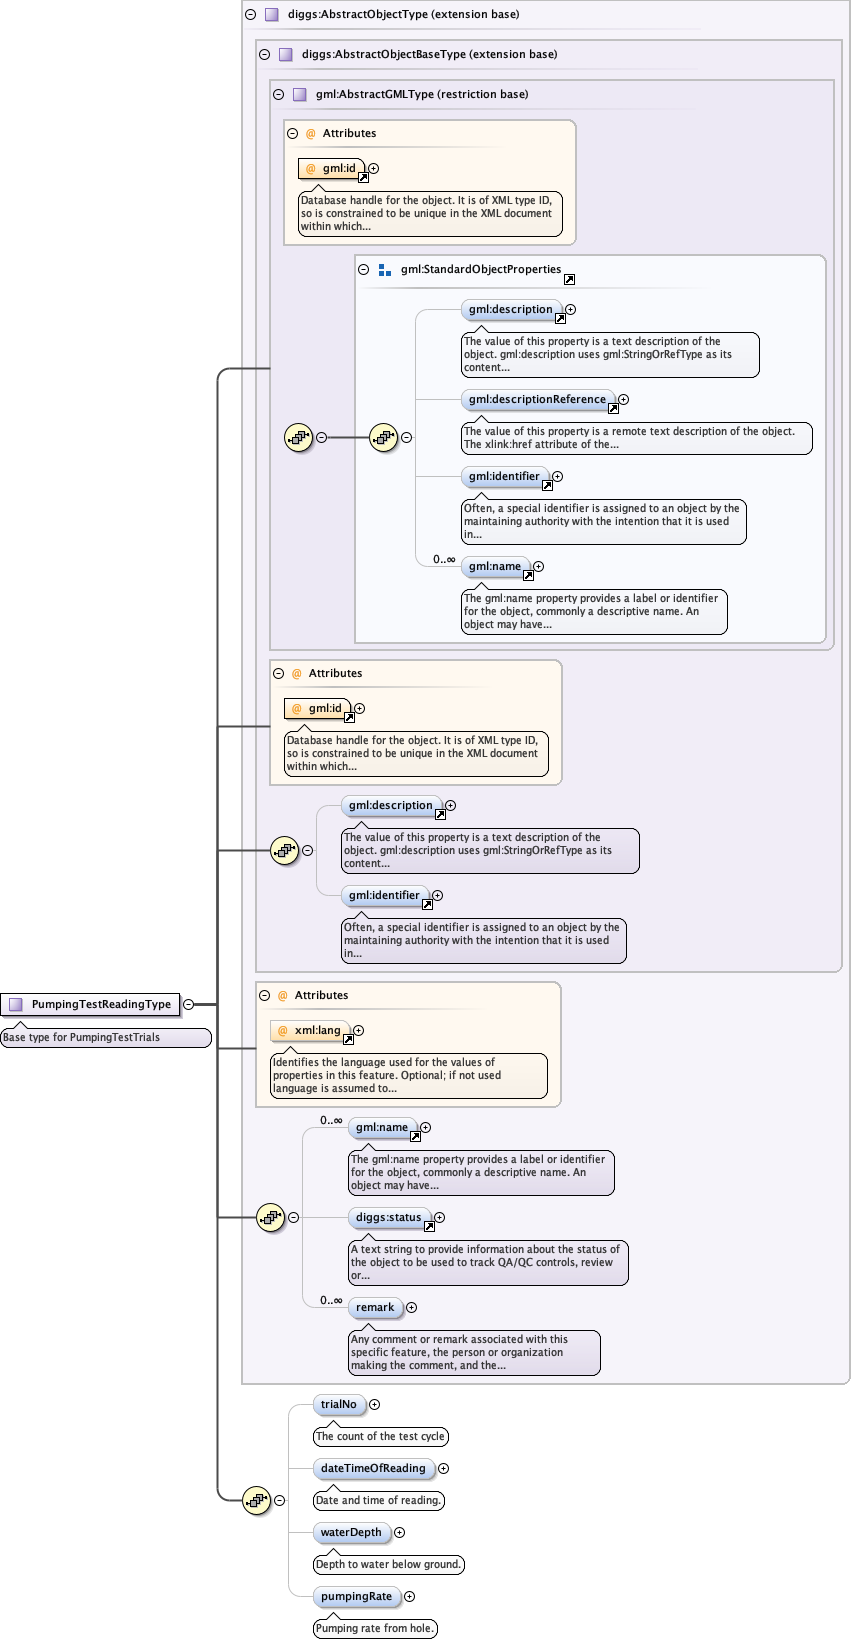 diggs:AbstractObjectType (extension base)
diggs:AbstractObjectBaseType (extension base)
gml:AbstractGMLType (restriction base)
@ Attributes
@ gml:id
Database handle for the object. It is of XML type ID,
so is constrained to be unique in the XML document
within which...
gml:StandardObjectProperties
gml:description
The value of this property is a text description of the
object. gml:description uses gml:StringOrRefType as its
content...
gml:descriptionReference
The value of this property is a remote text description of the object.
The xlink:href attribute of the...
gml:identifier
Often, a special identifier is assigned to an object by the
maintaining authority with the intention that it is used
in...
0..∞
gml:name
The gml:name property provides a label or identifier
for the object, commonly a descriptive name. An
object may have...
@ Attributes
@ gml:id
Database handle for the object. It is of XML type ID,
so is constrained to be unique in the XML document
within which...
gml:description
The value of this property is a text description of the
object. gml:description uses gml:StringOrRefType as its
content...
gml:identifier
Often, a special identifier is assigned to an object by the
maintaining authority with the intention that it is used
in...
PumpingTestReadingType
Base type for PumpingTestTrials
@ Attributes
@ xml:lang
Identifies the language used for the values of
properties in this feature. Optional; if not used
language is assumed to...
0..∞
gml:name
The gml:name property provides a label or identifier
for the object, commonly a descriptive name. An
object may have...
diggs:status
A text string to provide information about the status of
the object to be used to track QA/QC controls, review
or...
0..∞
remark
Any comment or remark associated with this
specific feature, the person or organization
making the comment, and the...
trialNo
The count of the test cycle
dateTimeOfReading
Date and time of reading.
waterDepth
Depth to water below ground.
pumpingRate
Pumping rate from hole.